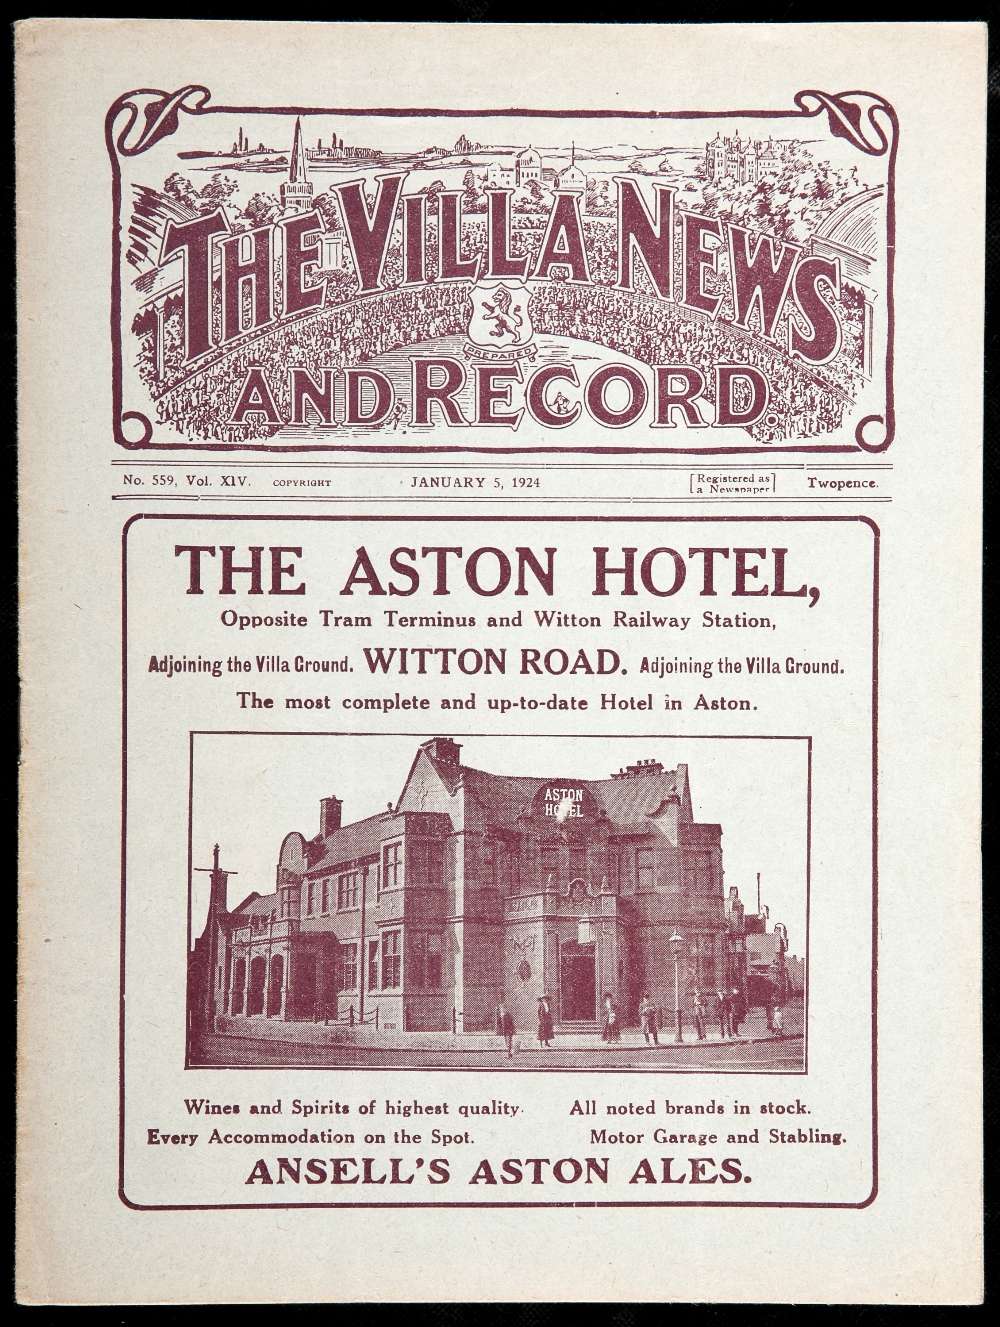 THE VILLA NEWS
PREPARED
AND RECORD.
No. 559, Vol. XIV. COPYRIGHT JANUARY 5, 1924 [Registered as a Newspaper] Twopence.
THE ASTON HOTEL,
Opposite Tram Terminus and Witton Railway Station,
Adjoining the Villa Ground. WITTON ROAD. Adjoining the Villa Ground.
The most complete and up-to-date Hotel in Aston.
ASTON
HOTEL
Wines and Spirits of highest quality. All noted brands in stock.
Every Accommodation on the Spot. Motor Garage and Stabling.
ANSELL'S ASTON ALES.